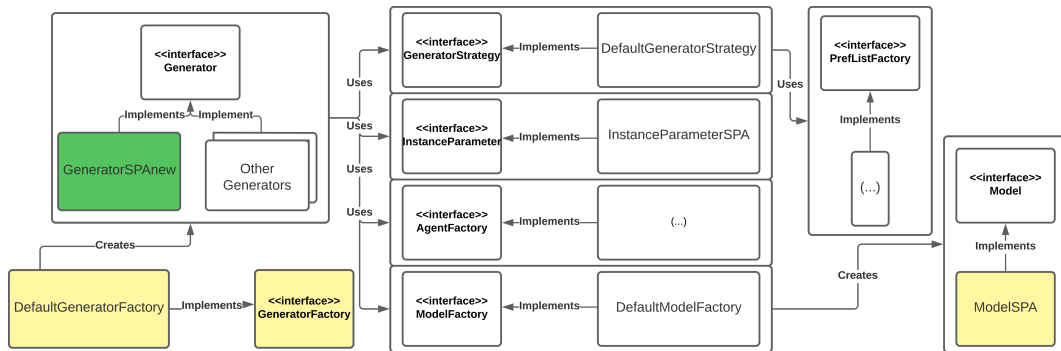 <<interface>>
Generator
Implements
Implement
GeneratorSPAnew
Other
Generators
Creates
DefaultGeneratorFactory
Implements
<<interface>>
GeneratorFactory
Uses
Uses
Uses
Uses
<<interface>>
GeneratorStrategy
Implements
DefaultGeneratorStrategy
<<interface>>
InstanceParameter
Implements
InstanceParameterSPA
<<interface>>
AgentFactory
Implements
(...)
<<interface>>
ModelFactory
Implements
DefaultModelFactory
Uses
<<interface>>
PrefListFactory
Implements
(...)
Creates
<<interface>>
Model
Implements
ModelSPA